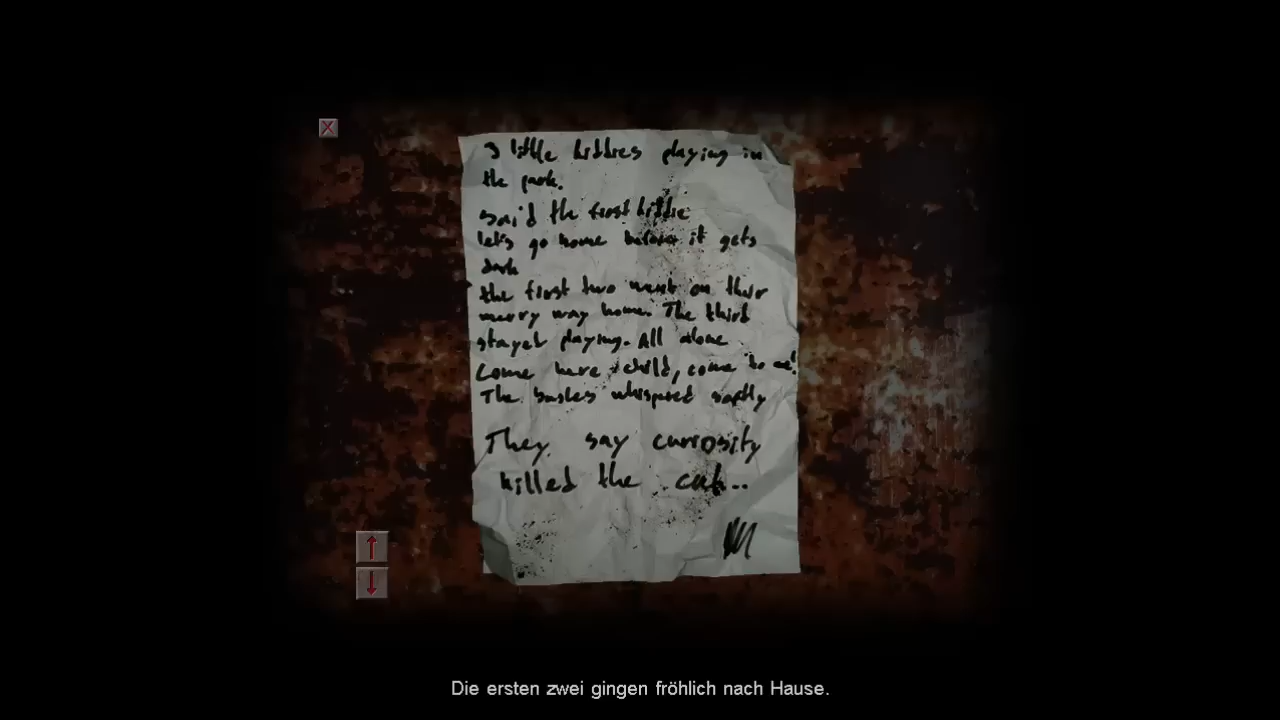 3 little kiddies playing in
the park.
said the first kiddie
let's go home before it gets
dark
the first two went on their
merry way home. The third
stayed playing. All alone
Come here child, come to me!
The bushes whispered softly
They say curiosity
killed the cat..
Die ersten zwei gingen fröhlich nach Hause.